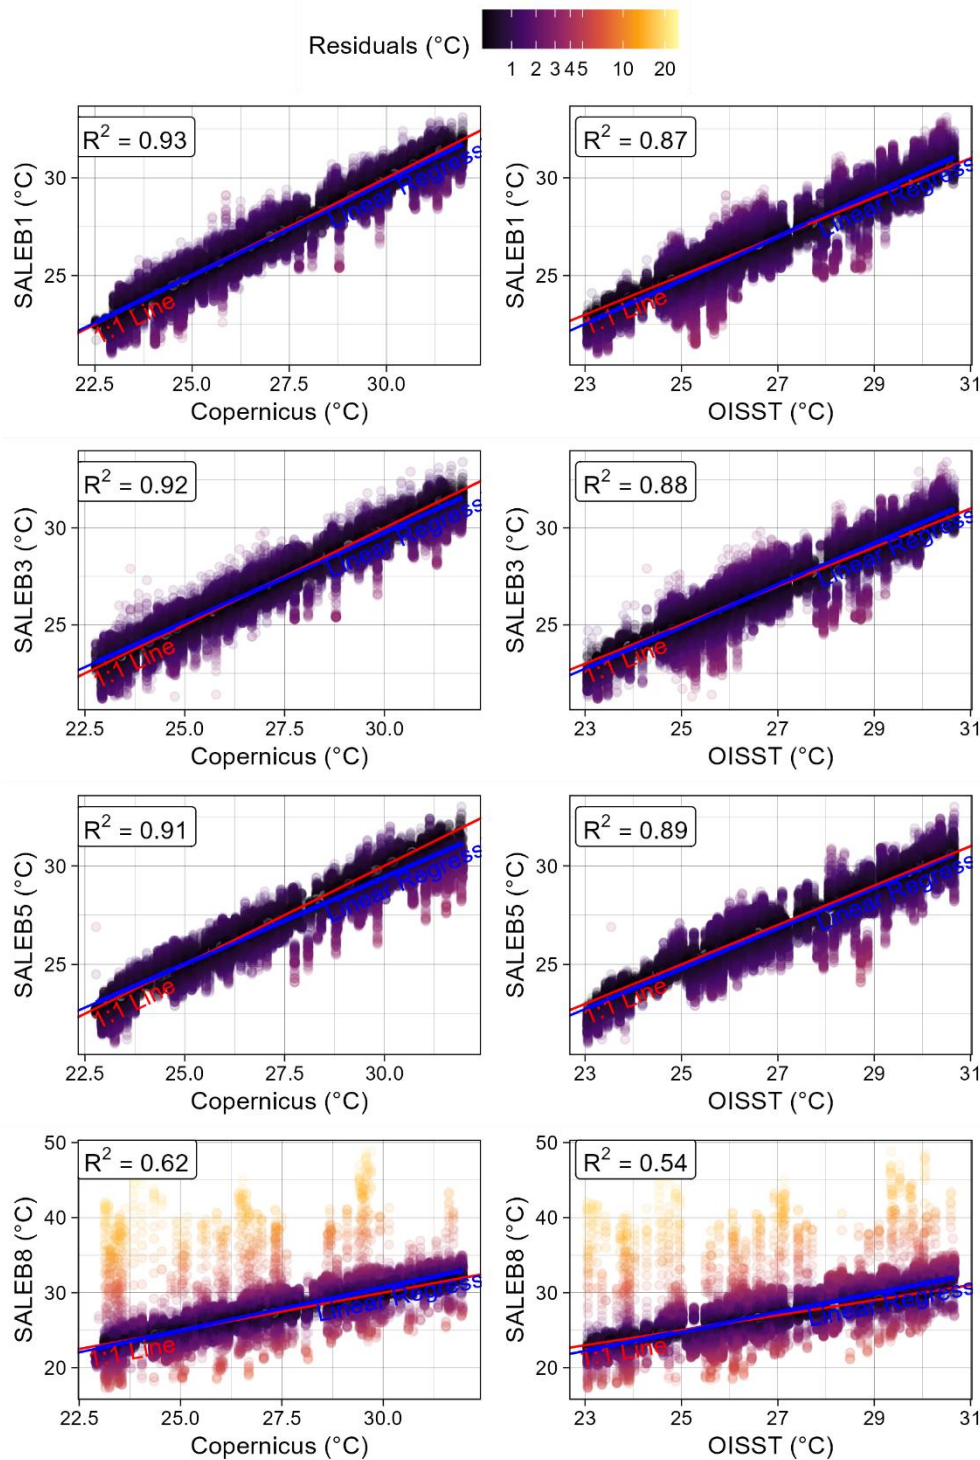 Residuals (°C)
1 2 3 4 5 10 20
R² = 0.93
1:1 Line
Linear Regress
30
25
SALEB1 (°C)
22.5 25.0 27.5 30.0
Copernicus (°C)
R² = 0.87
1:1 Line
Linear Regress
30
25
SALEB1 (°C)
23 25 27 29 31
OISST (°C)
R² = 0.92
1:1 Line
Linear Regress
30
25
SALEB3 (°C)
22.5 25.0 27.5 30.0
Copernicus (°C)
R² = 0.88
1:1 Line
Linear Regress
30
25
SALEB3 (°C)
23 25 27 29 31
OISST (°C)
R² = 0.91
1:1 Line
Linear Regress
30
25
SALEB5 (°C)
22.5 25.0 27.5 30.0
Copernicus (°C)
R² = 0.89
1:1 Line
Linear Regress
30
25
SALEB5 (°C)
23 25 27 29 31
OISST (°C)
R² = 0.62
1:1 Line
Linear Regress
50
40
30
20
SALEB8 (°C)
22.5 25.0 27.5 30.0
Copernicus (°C)
R² = 0.54
1:1 Line
Linear Regress
50
40
30
20
SALEB8 (°C)
23 25 27 29 31
OISST (°C)